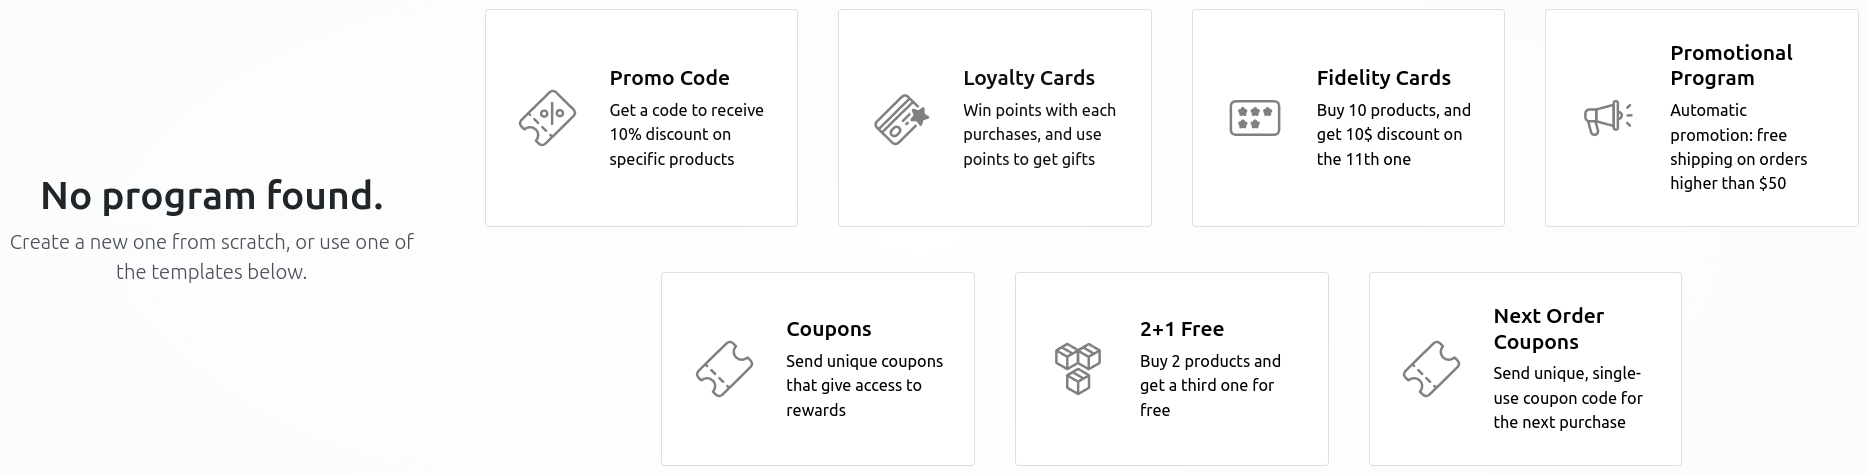 No program found.
Create a new one from scratch, or use one of
the templates below.
Promo Code
Get a code to receive
10% discount on
specific products
Loyalty Cards
Win points with each
purchases, and use
points to get gifts
Fidelity Cards
Buy 10 products, and
get 10$ discount on
the 11th one
Promotional
Program
Automatic
promotion: free
shipping on orders
higher than $50
Coupons
Send unique coupons
that give access to
rewards
2+1 Free
Buy 2 products and
get a third one for
free
Next Order
Coupons
Send unique, single-
use coupon code for
the next purchase